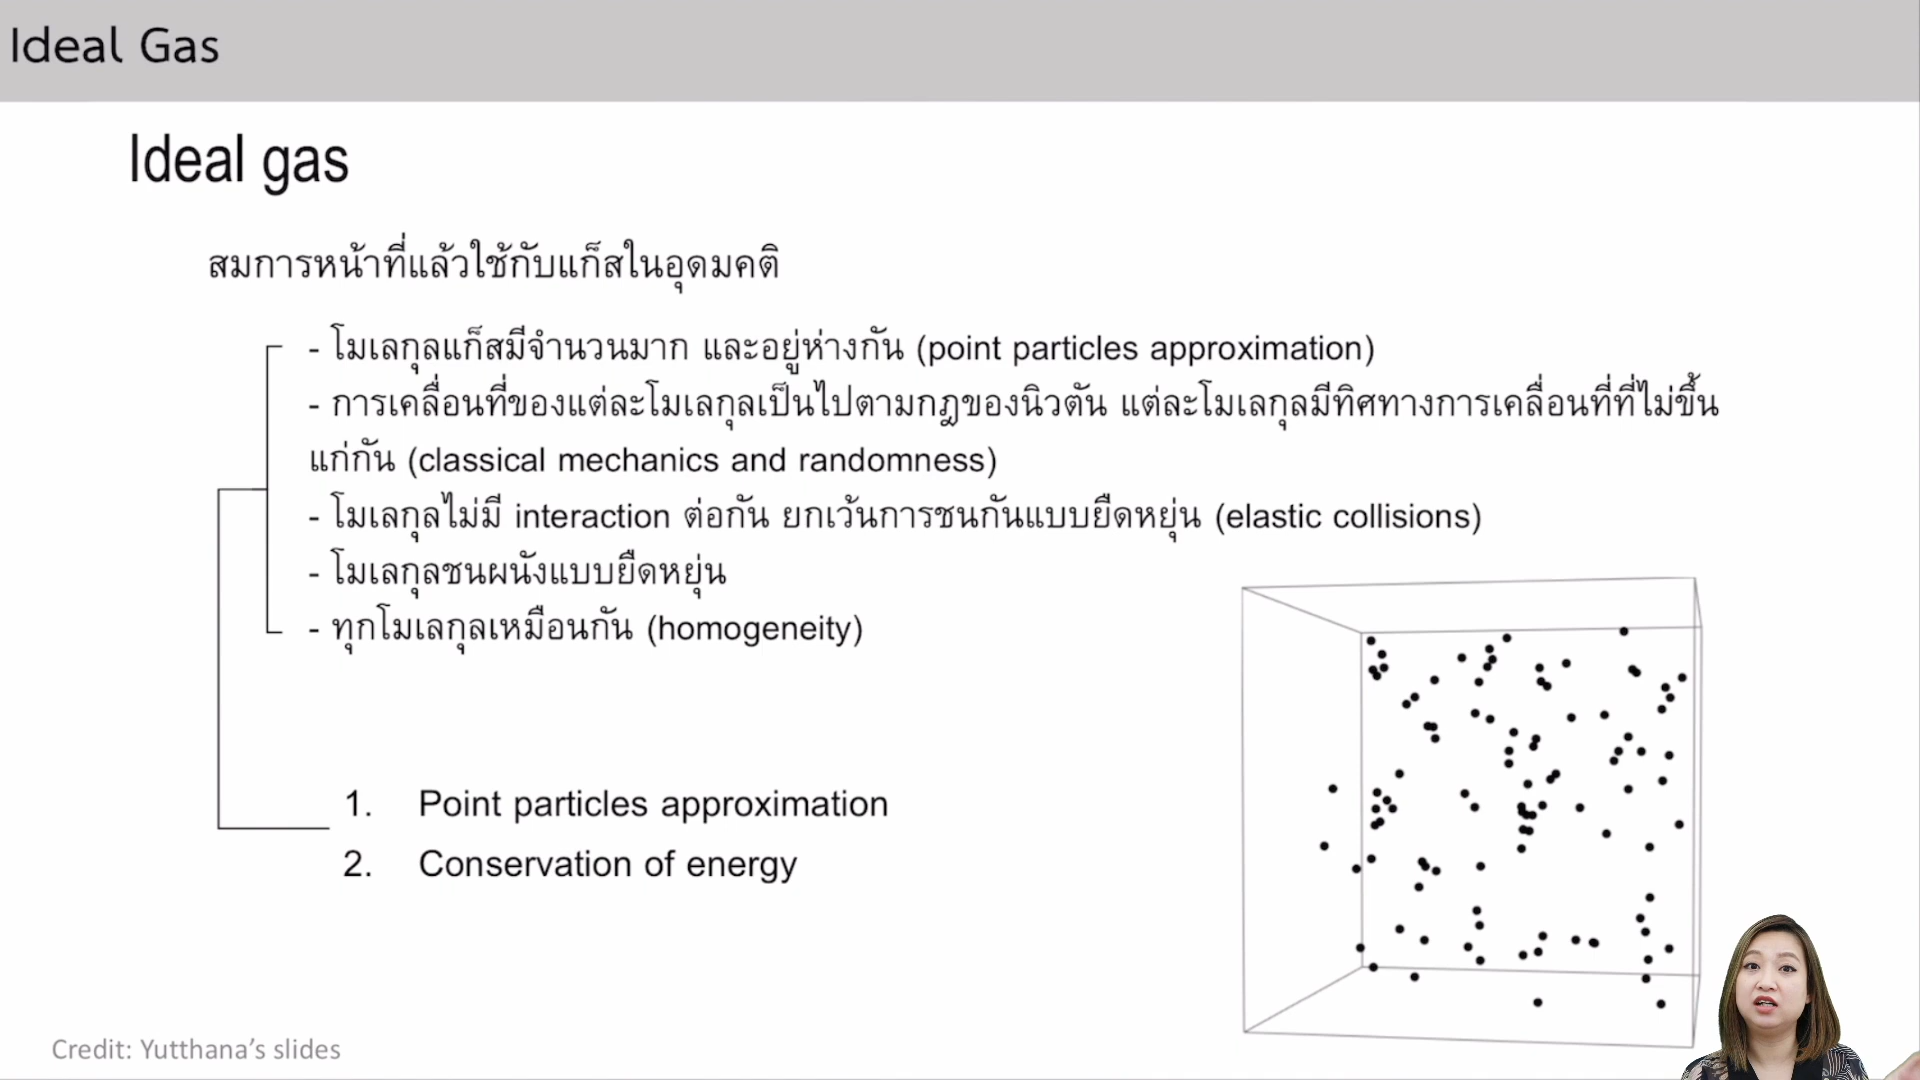 Ideal Gas
Ideal gas
สมการหน้าที่แล้วใช้กับแก็สในอุดมคติ
- โมเลกุลแก็สมีจำนวนมาก และอยู่ห่างกัน (point particles approximation)
- การเคลื่อนที่ของแต่ละโมเลกุลเป็นไปตามกฎของนิวตัน แต่ละโมเลกุลมีทิศทางการเคลื่อนที่ที่ไม่ขึ้น
แก่กัน (classical mechanics and randomness)
- โมเลกุลไม่มี interaction ต่อกัน ยกเว้นการชนกันแบบยืดหยุ่น (elastic collisions)
- โมเลกุลชนผนังแบบยืดหยุ่น
- ทุกโมเลกุลเหมือนกัน (homogeneity)
1. Point particles approximation
2. Conservation of energy
Credit: Yutthana's slides